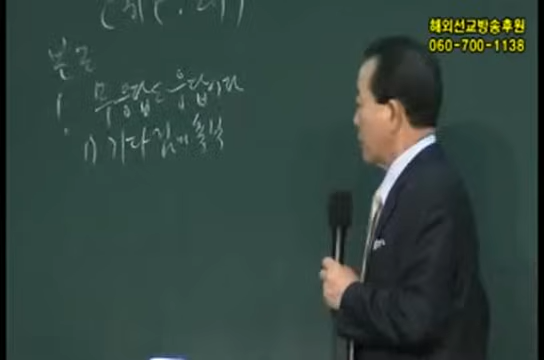 해외선교방송후원
060-700-1138
본론
1. 무응답도 응답이다
1) 기다림의 축복